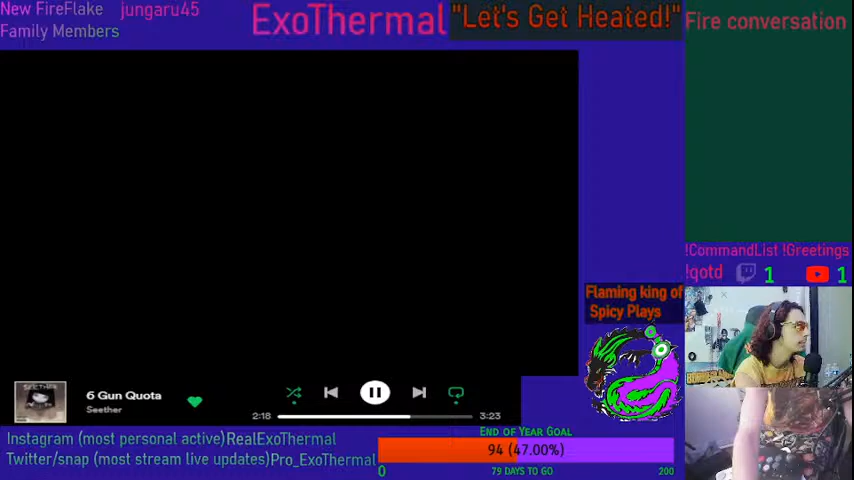 New FireFlake
Family Members
jungaru45
ExoThermal
"Let's Get Heated!"
Fire conversation
!CommandList !Greetings
!qotd
1
1
Flaming king of
Spicy Plays
6 Gun Quota
Seether
2:18
3:23
Instagram (most personal active)RealExoThermal
Twitter/snap (most stream live updates)Pro_ExoThermal
END OF YEAR GOAL
94 (47.00%)
0
79 DAYS TO GO
200